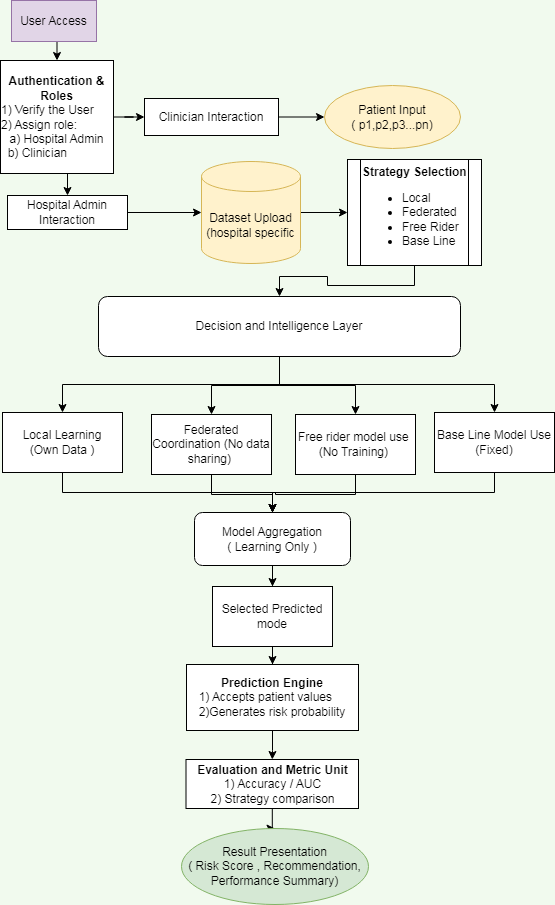 User Access
Authentication &
Roles
1) Verify the User
2) Assign role:
a) Hospital Admin
b) Clinician
Clinician Interaction
Patient Input
( p1,p2,p3...pn)
Hospital Admin
Interaction
Dataset Upload
(hospital specific
Strategy Selection
• Local
• Federated
• Free Rider
• Base Line
Decision and Intelligence Layer
Local Learning
(Own Data )
Federated
Coordination (No data
sharing)
Free rider model use
(No Training)
Base Line Model Use
(Fixed)
Model Aggregation
( Learning Only )
Selected Predicted
mode
Prediction Engine
1) Accepts patient values
2)Generates risk probability
Evaluation and Metric Unit
1) Accuracy / AUC
2) Strategy comparison
Result Presentation
( Risk Score , Recommendation,
Performance Summary)